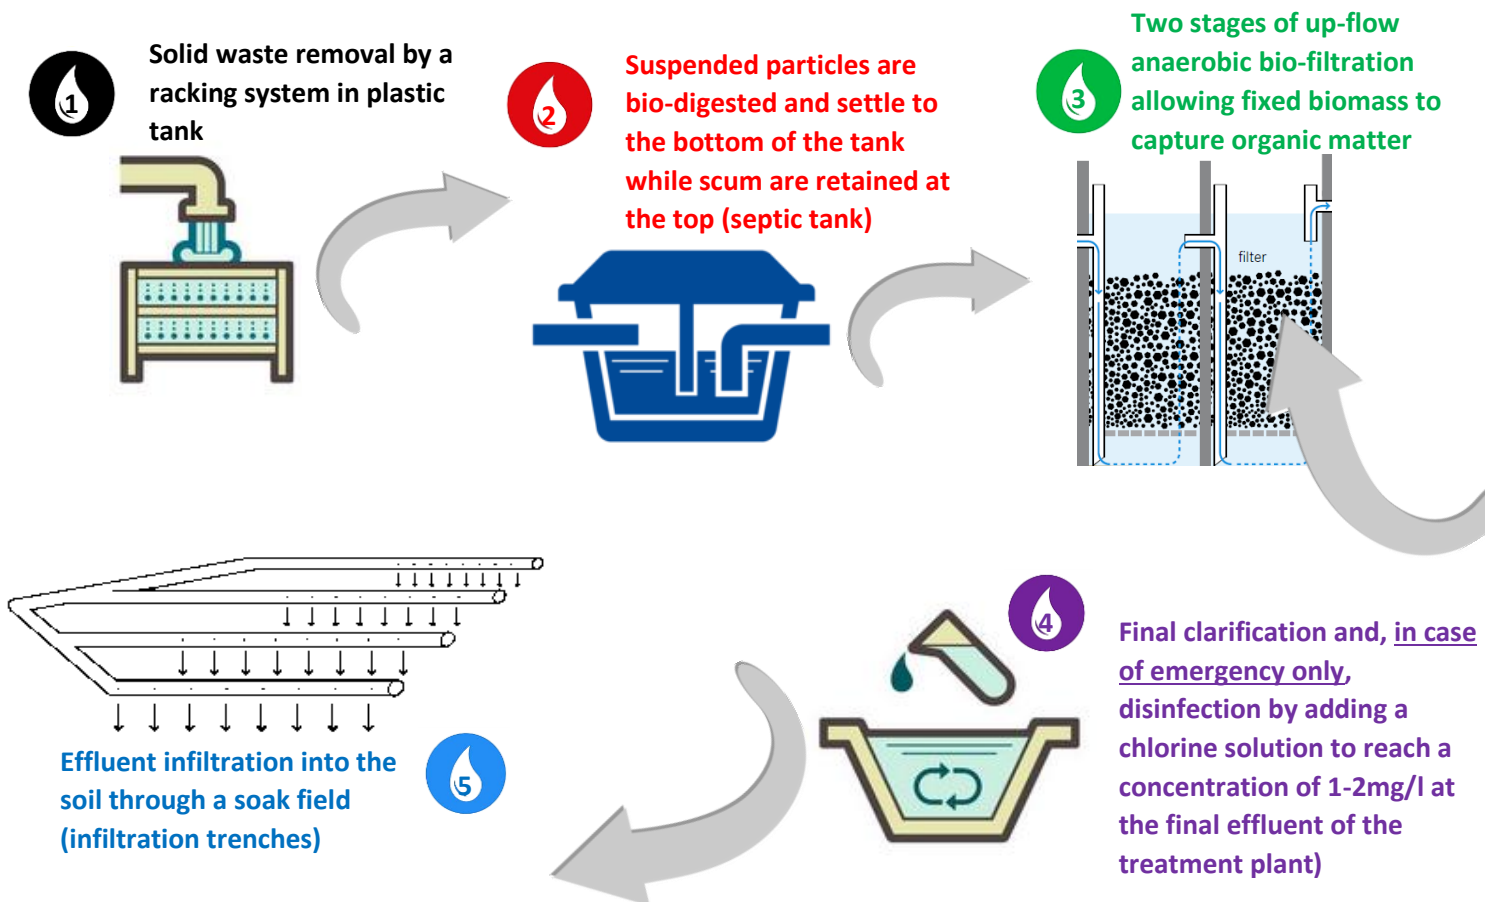 1
Solid waste removal by a
racking system in plastic
tank
2
Suspended particles are
bio-digested and settle to
the bottom of the tank
while scum are retained at
the top (septic tank)
3
Two stages of up-flow
anaerobic bio-filtration
allowing fixed biomass to
capture organic matter
filter
4
Final clarification and, in case
of emergency only,
disinfection by adding a
chlorine solution to reach a
concentration of 1-2mg/l at
the final effluent of the
treatment plant)
Effluent infiltration into the
soil through a soak field
(infiltration trenches)
5